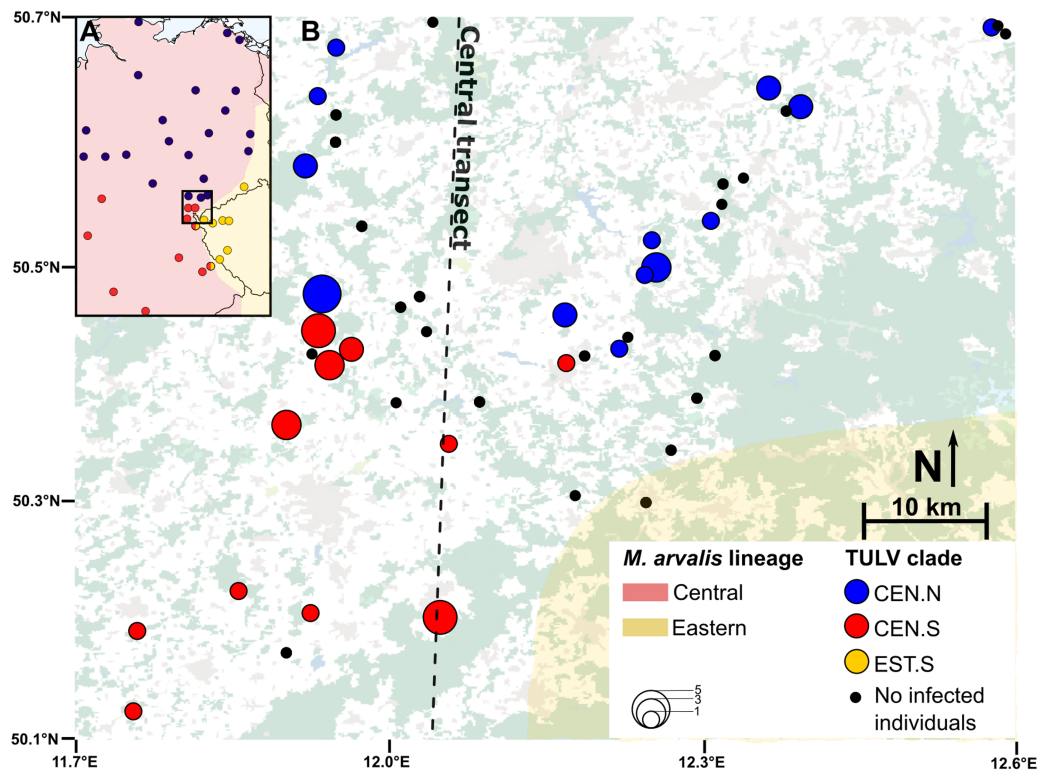 50.7°N
A
B
Central transect
50.5°N
50.3°N
50.1°N
N
10 km
M. arvalis lineage
Central
Eastern
5
3
1
TULV clade
CEN.N
CEN.S
EST.S
No infected
individuals
11.7°E
12.0°E
12.3°E
12.6°E